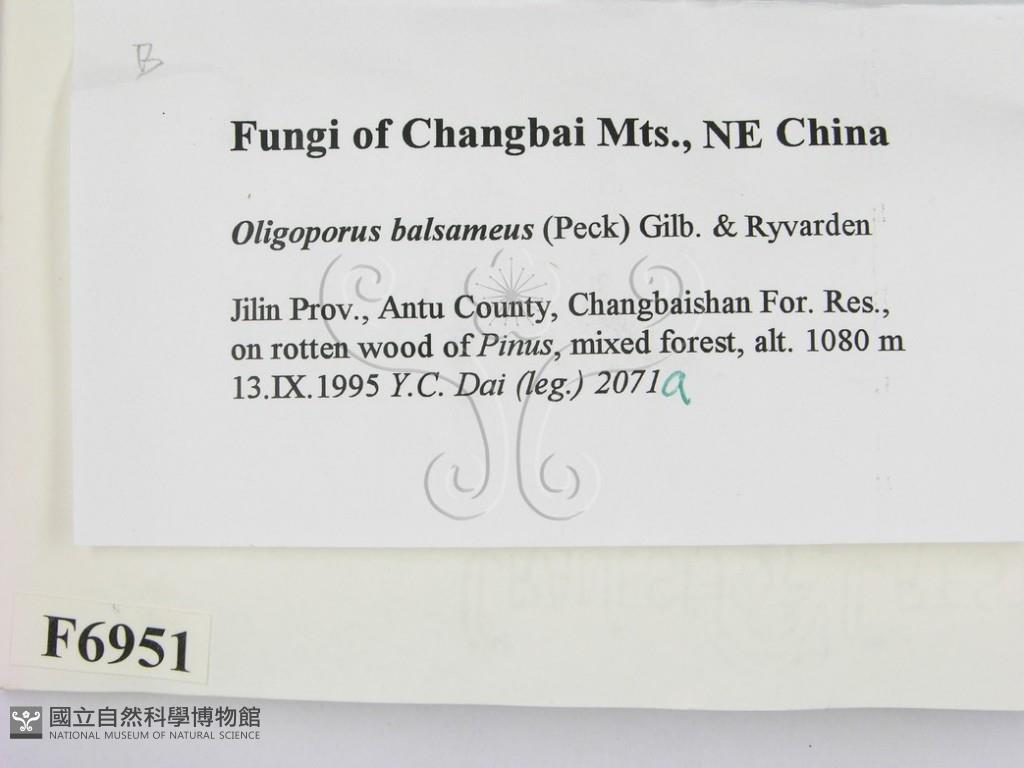 B
Fungi of Changbai Mts., NE China
Oligoporus balsameus (Peck) Gilb. & Ryvarden
Jilin Prov., Antu County, Changbaishan For. Res.,
on rotten wood of Pinus, mixed forest, alt. 1080 m
13.IX.1995 Y.C. Dai (leg.) 2071a
F6951
國立自然科學博物館
NATIONAL MUSEUM OF NATURAL SCIENCE